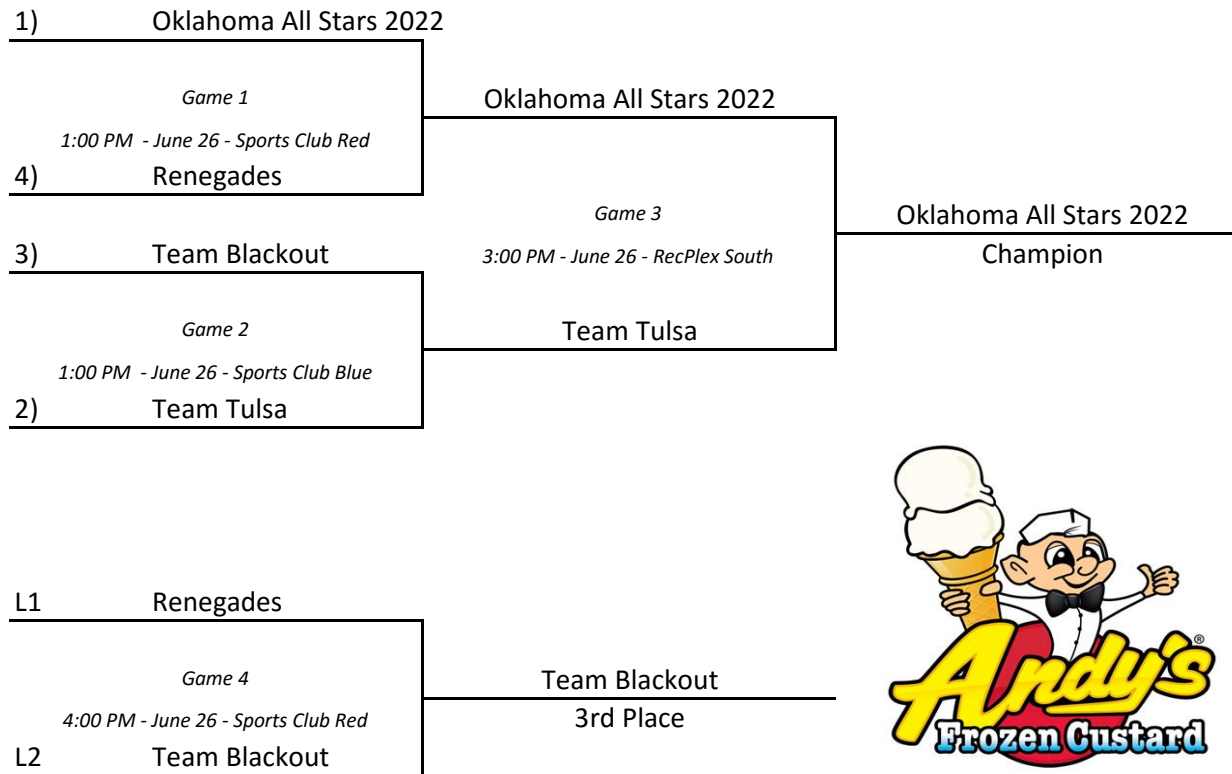 1) Oklahoma All Stars 2022
Game 1
Oklahoma All Stars 2022
1:00 PM - June 26 - Sports Club Red
4) Renegades
Game 3
Oklahoma All Stars 2022
3) Team Blackout
3:00 PM - June 26 - RecPlex South
Champion
Game 2
Team Tulsa
1:00 PM - June 26 - Sports Club Blue
2) Team Tulsa
L1 Renegades
Game 4
Team Blackout
4:00 PM - June 26 - Sports Club Red
3rd Place
L2 Team Blackout
Andy's®
Frozen Custard